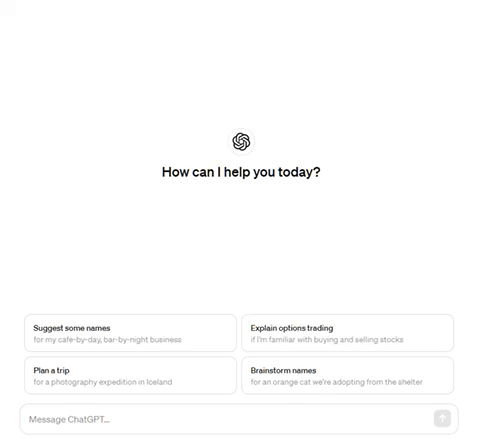 How can I help you today?
Suggest some names
for my cafe-by-day, bar-by-night business
Explain options trading
if I'm familiar with buying and selling stocks
Plan a trip
for a photography expedition in Iceland
Brainstorm names
for an orange cat we're adopting from the shelter
Message ChatGPT...